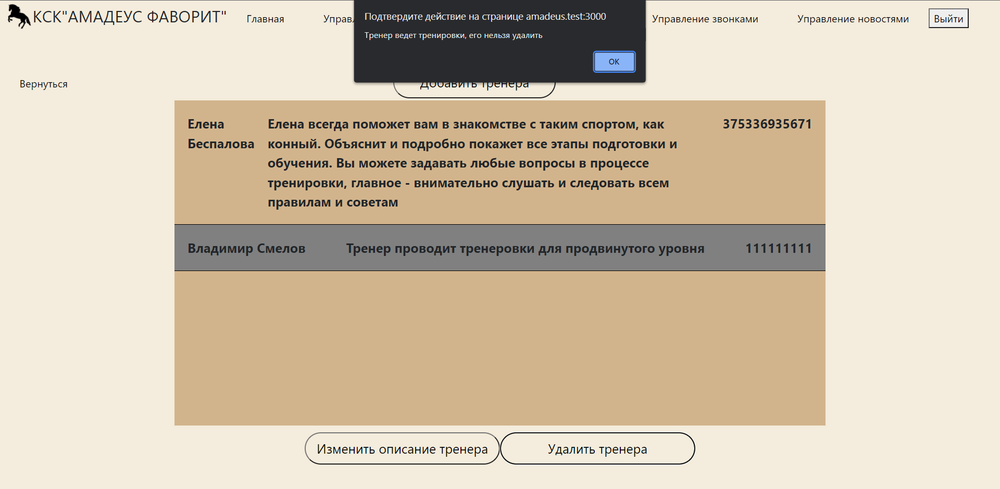 КСК"АМАДЕУС ФАВОРИТ"
Главная
Управл
Управление звонками
Управление новостями
Выйти
Подтвердите действие на странице amadeus.test:3000
Тренер ведет тренировки, его нельзя удалить
ОК
Вернуться
Добавить тренера
Елена
Беспалова
Елена всегда поможет вам в знакомстве с таким спортом, как
конный. Объяснит и подробно покажет все этапы подготовки и
обучения. Вы можете задавать любые вопросы в процессе
тренировки, главное - внимательно слушать и следовать всем
правилам и советам
375336935671
Владимир Смелов
Тренер проводит тренеровки для продвинутого уровня
111111111
Изменить описание тренера
Удалить тренера